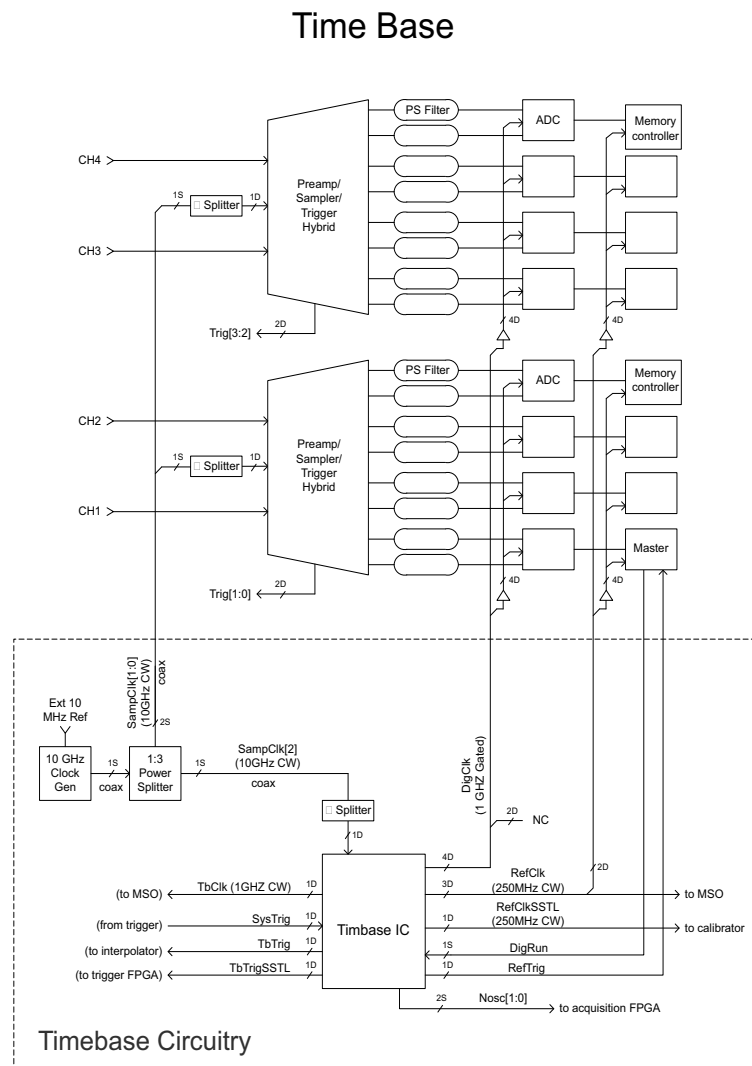 Time Base
PS Filter
ADC
Memory
controller
CH4
Preamp/
Sampler/
Trigger
Hybrid
1S
Splitter
1D
CH3
Trig[3:2]
2D
4D
4D
PS Filter
ADC
Memory
controller
CH2
Preamp/
Sampler/
Trigger
Hybrid
1S
Splitter
1D
CH1
Master
Trig[1:0]
2D
4D
4D
SampClk[1:0]
(10GHz CW)
coax
2S
Ext 10
MHz Ref
10 GHz
Clock
Gen
1S
coax
1:3
Power
Splitter
1S
SampClk[2]
(10GHz CW)
coax
Splitter
1D
DigClk
(1 GHZ Gated)
2D
NC
4D
2D
Timbase IC
(to MSO)
TbClk (1GHZ CW)
1D
3D
RefClk
(250MHz CW)
to MSO
(from trigger)
SysTrig
1D
1D
RefClkSSTL
(250MHz CW)
to calibrator
(to interpolator)
TbTrig
1D
1S
DigRun
(to trigger FPGA)
TbTrigSSTL
1D
1D
RefTrig
2S
Nosc[1:0]
to acquisition FPGA
Timebase Circuitry